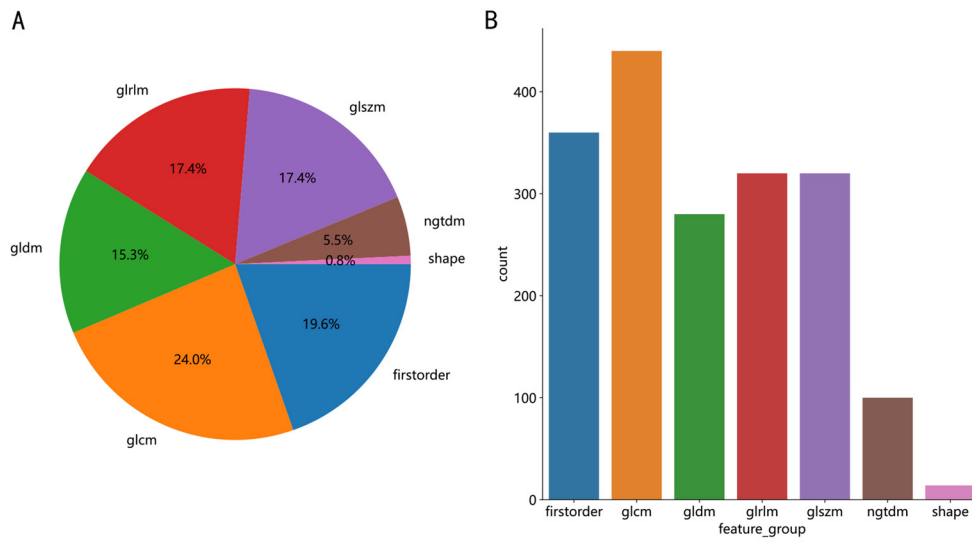 A
glrlm
glszm
17.4%
17.4%
ngtdm
gldm
5.5%
15.3%
0.8%
shape
19.6%
24.0%
firstorder
glcm
B
400
300
200
100
0
count
firstorder glcm gldm glrlm glszm ngtdm shape
feature_group